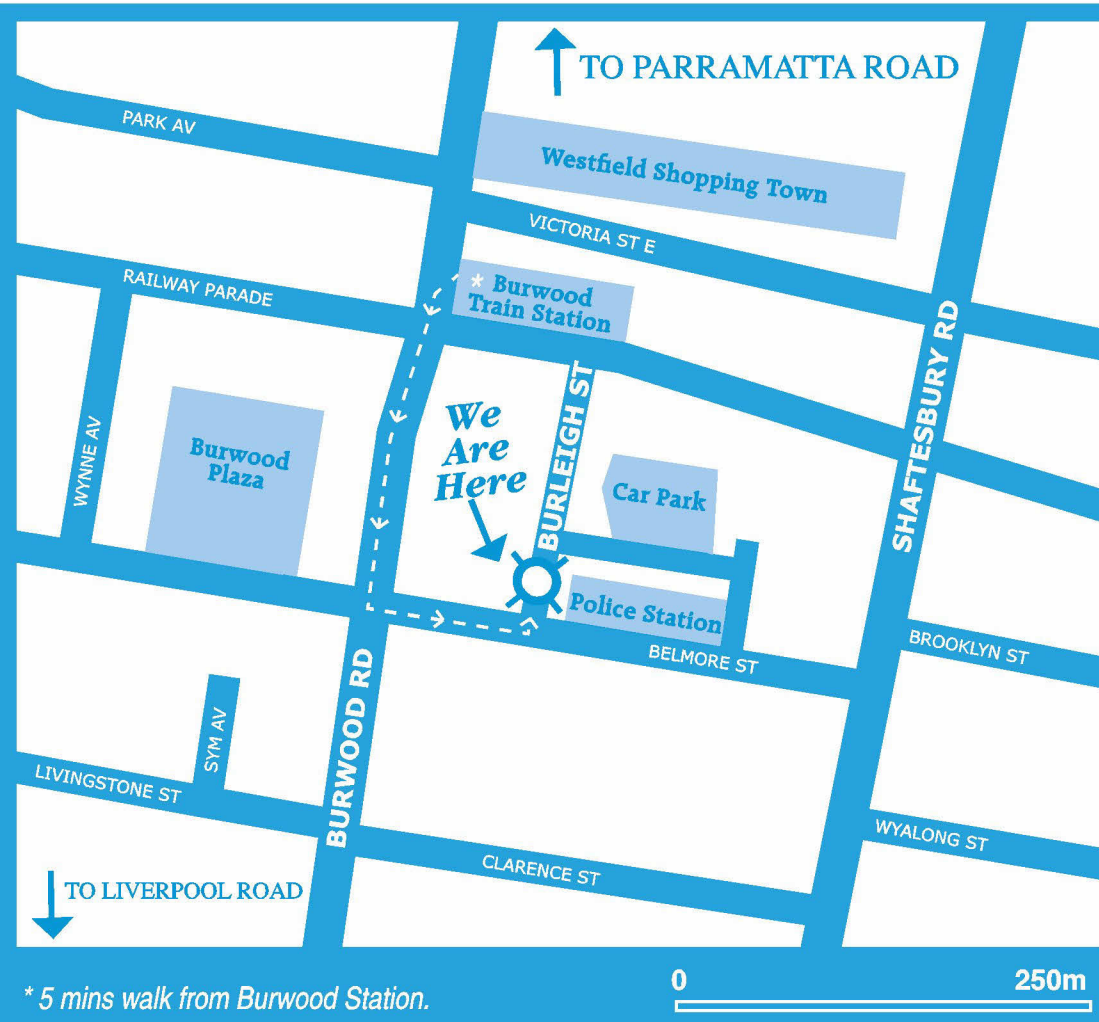 TO PARRAMATTA ROAD
PARK AV
Westfield Shopping Town
VICTORIA ST E
RAILWAY PARADE
* Burwood
Train Station
SHAFTESBURY RD
BURLEIGH ST
We
Are
Here
WYNNE AV
Burwood
Plaza
Car Park
Police Station
BELMORE ST
BROOKLYN ST
BURWOOD RD
SYM AV
LIVINGSTONE ST
WYALONG ST
CLARENCE ST
TO LIVERPOOL ROAD
* 5 mins walk from Burwood Station.
0 250m